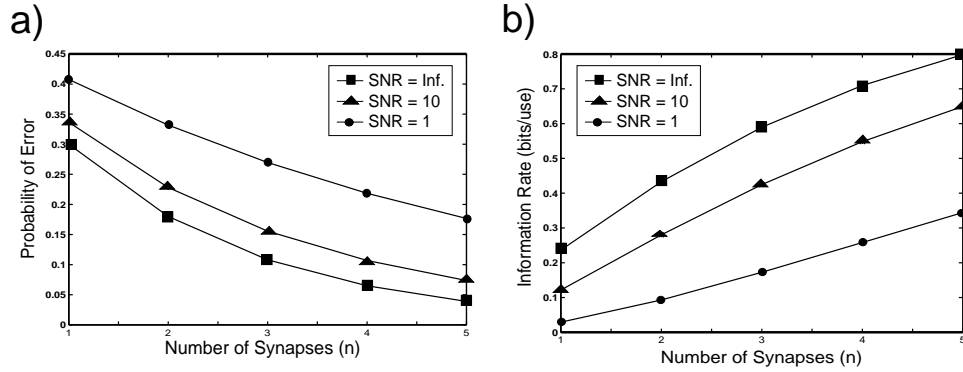 a)
0.45
0.4
0.35
0.3
0.25
0.2
0.15
0.1
0.05
0
Probability of Error
SNR = Inf.
SNR = 10
SNR = 1
1 2 3 4 5
Number of Synapses (n)
b)
0.8
0.7
0.6
0.5
0.4
0.3
0.2
0.1
0
Information Rate (bits/use)
SNR = Inf.
SNR = 10
SNR = 1
1 2 3 4 5
Number of Synapses (n)